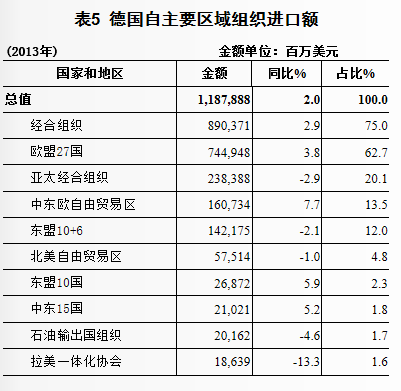 表5 德国自主要区域组织进口额
(2013年) 金额单位：百万美元
国家和地区 金额 同比% 占比%
总值 1,187,888 2.0 100.0
经合组织 890,371 2.9 75.0
欧盟27国 744,948 3.8 62.7
亚太经合组织 238,388 -2.9 20.1
中东欧自由贸易区 160,734 7.7 13.5
东盟10+6 142,175 -2.1 12.0
北美自由贸易区 57,514 -1.0 4.8
东盟10国 26,872 5.9 2.3
中东15国 21,021 5.2 1.8
石油输出国组织 20,162 -4.6 1.7
拉美一体化协会 18,639 -13.3 1.6